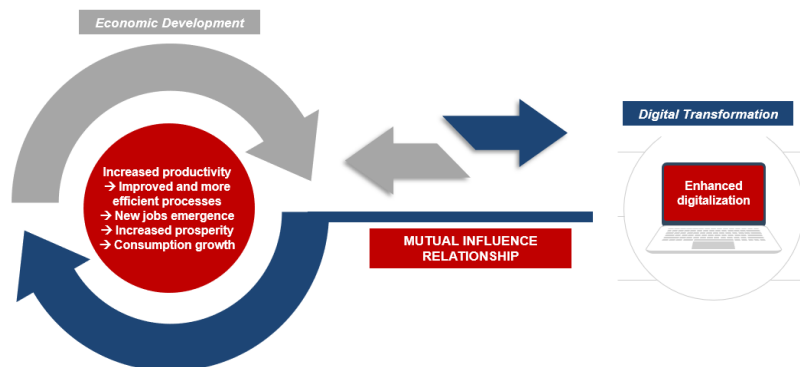 Economic Development
Increased productivity
→ Improved and more
efficient processes
→ New jobs emergence
→ Increased prosperity
→ Consumption growth
MUTUAL INFLUENCE
RELATIONSHIP
Digital Transformation
Enhanced
digitalization